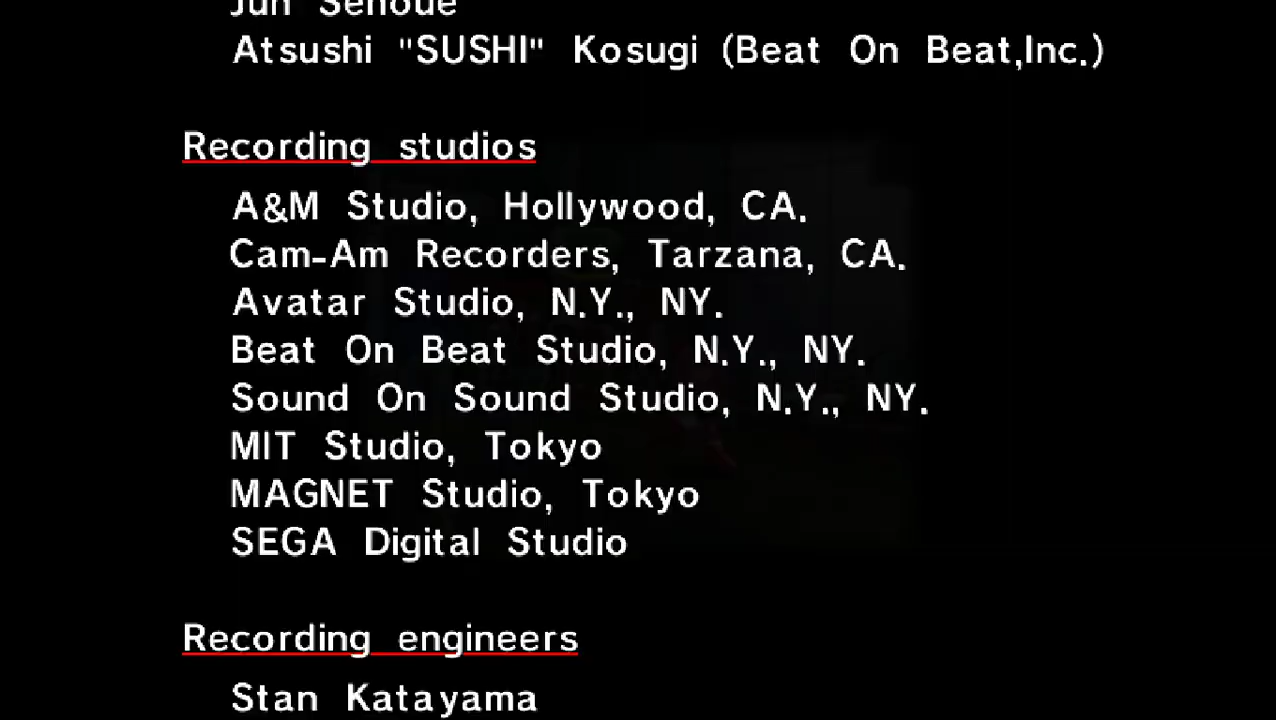 Jun Senoue
Atsushi "SUSHI" Kosugi (Beat On Beat,Inc.)
Recording studios
A&M Studio, Hollywood, CA.
Cam-Am Recorders, Tarzana, CA.
Avatar Studio, N.Y., NY.
Beat On Beat Studio, N.Y., NY.
Sound On Sound Studio, N.Y., NY.
MIT Studio, Tokyo
MAGNET Studio, Tokyo
SEGA Digital Studio
Recording engineers
Stan Katayama